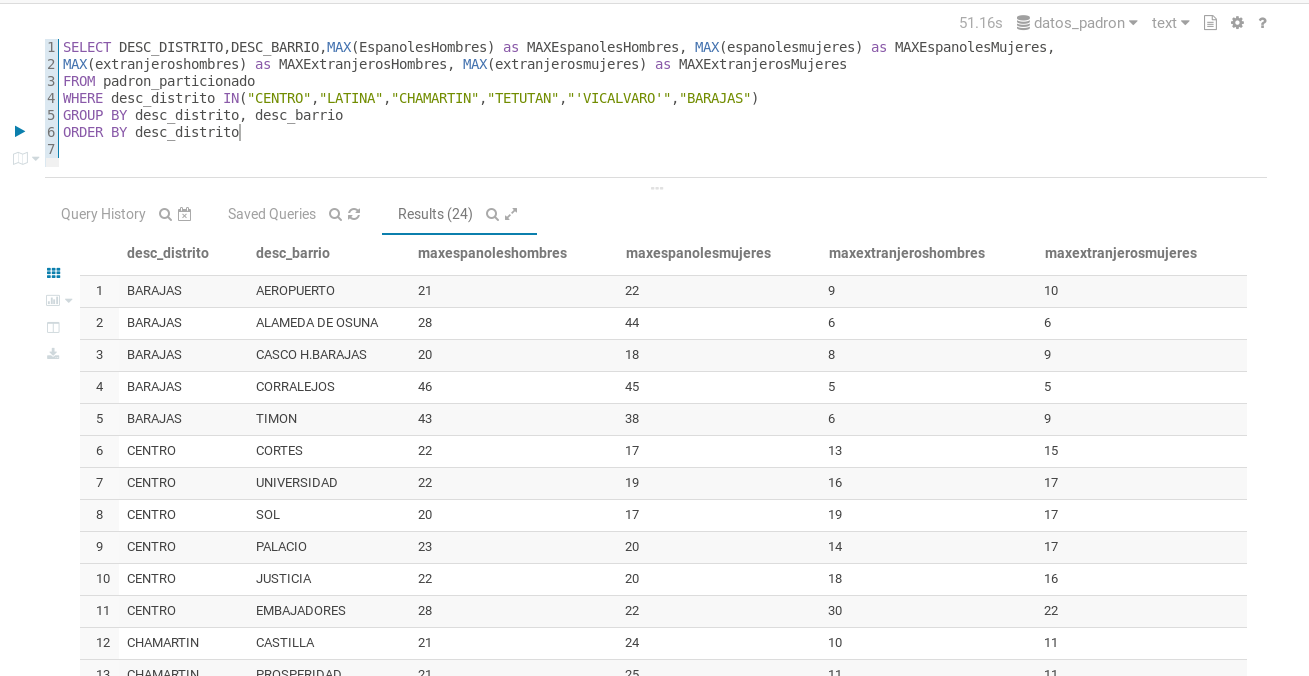 51.16s datos_padron text ?
1 SELECT DESC_DISTRITO,DESC_BARRIO,MAX(EspanolesHombres) as MAXEspanolesHombres, MAX(espanolesmujeres) as MAXEspanolesMujeres,
2 MAX(extranjeroshombres) as MAXExtranjerosHombres, MAX(extranjerosmujeres) as MAXExtranjerosMujeres
3 FROM padron_particionado
4 WHERE desc_distrito IN("CENTRO","LATINA","CHAMARTIN","TETUTAN","'VICALVARO'","BARAJAS")
5 GROUP BY desc_distrito, desc_barrio
6 ORDER BY desc_distrito
7
Query History Saved Queries Results (24)
desc_distrito desc_barrio maxespanoleshombres maxespanolesmujeres maxextranjeroshombres maxextranjerosmujeres
1 BARAJAS AEROPUERTO 21 22 9 10
2 BARAJAS ALAMEDA DE OSUNA 28 44 6 6
3 BARAJAS CASCO H.BARAJAS 20 18 8 9
4 BARAJAS CORRALEJOS 46 45 5 5
5 BARAJAS TIMON 43 38 6 9
6 CENTRO CORTES 22 17 13 15
7 CENTRO UNIVERSIDAD 22 19 16 17
8 CENTRO SOL 20 17 19 17
9 CENTRO PALACIO 23 20 14 17
10 CENTRO JUSTICIA 22 20 18 16
11 CENTRO EMBAJADORES 28 22 30 22
12 CHAMARTIN CASTILLA 21 24 10 11
13 CHAMARTIN PROSPERIDAD 21 25 11 11